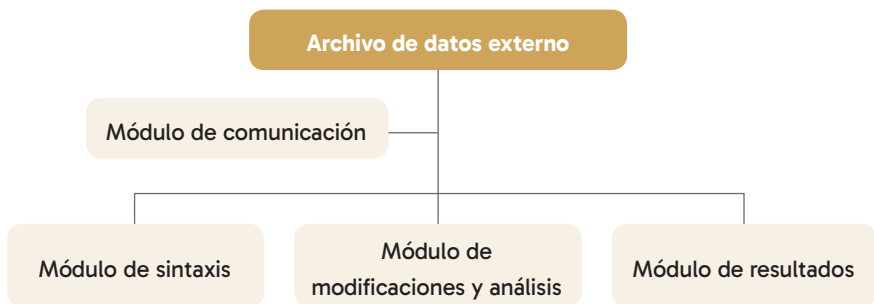 Archivo de datos externo
Módulo de comunicación
Módulo de sintaxis
Módulo de
modificaciones y análisis
Módulo de resultados